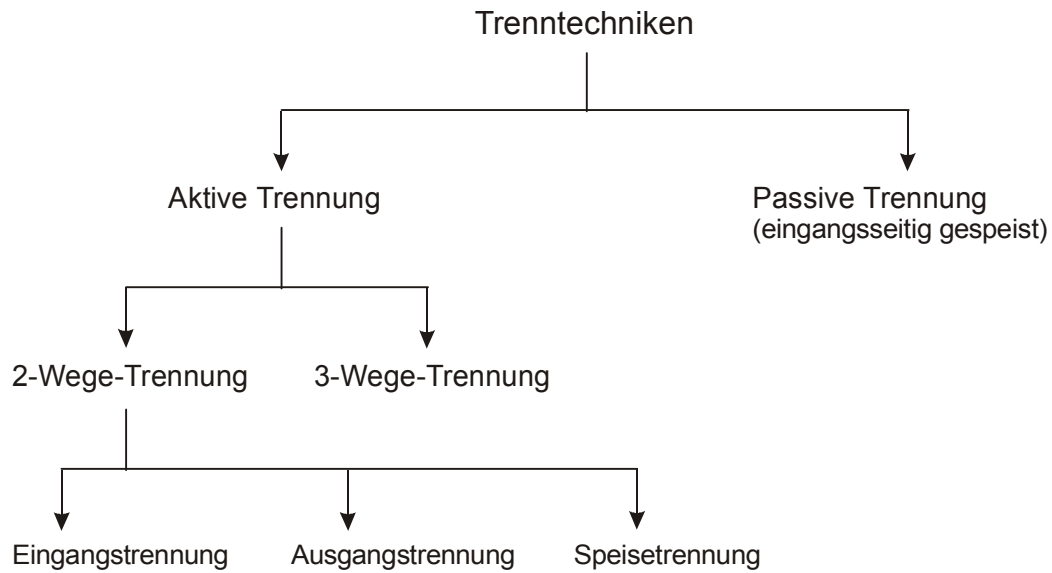 Trenntechniken
Aktive Trennung
Passive Trennung
(eingangsseitig gespeist)
2-Wege-Trennung
3-Wege-Trennung
Eingangstrennung
Ausgangstrennung
Speisetrennung